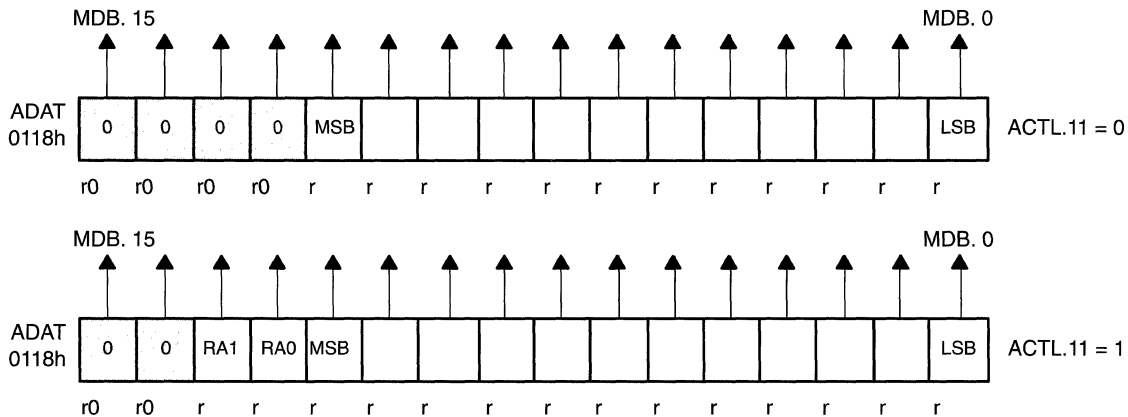 MDB. 15 MDB. 0
ADAT 0118h 0 0 0 0 MSB LSB ACTL.11 = 0
r0 r0 r0 r0 r r r r r r r r r r r r
MDB. 15 MDB. 0
ADAT 0118h 0 0 RA1 RA0 MSB LSB ACTL.11 = 1
r0 r0 r r r r r r r r r r r r r r